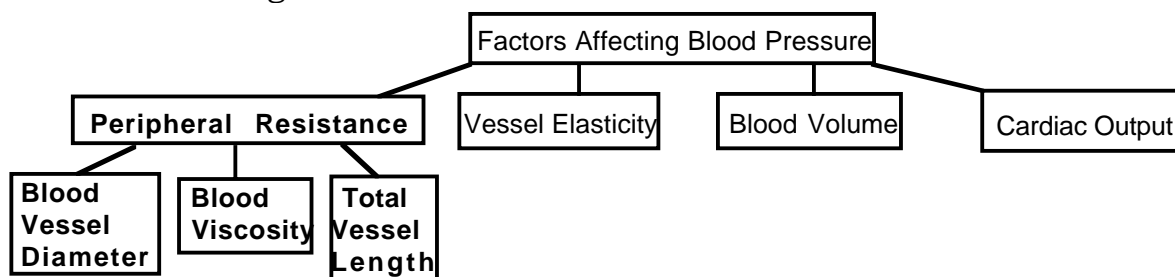 Factors Affecting Blood Pressure
Peripheral Resistance
Vessel Elasticity
Blood Volume
Cardiac Output
Blood
Vessel
Diameter
Blood
Viscosity
Total
Vessel
Length